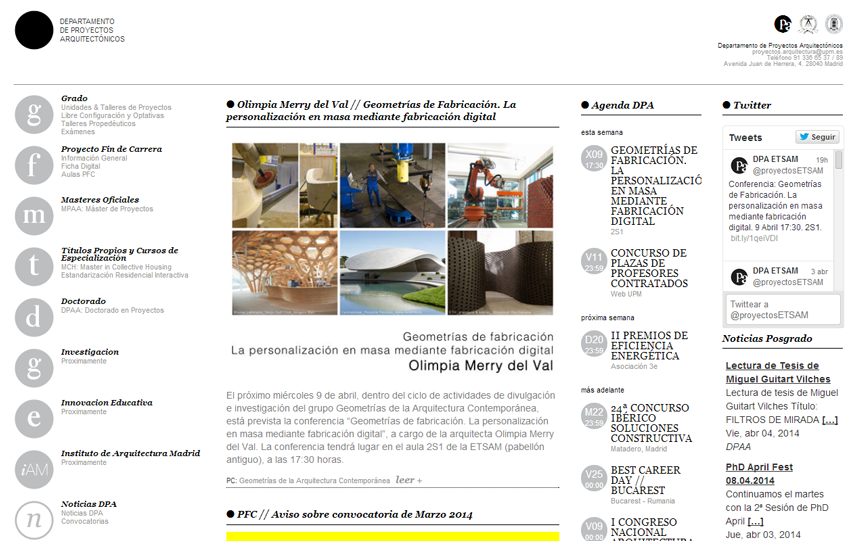 DEPARTAMENTO
DE PROYECTOS
ARQUITECTÓNICOS
Departamento de Proyectos Arquitectónicos
proyectos.arquitectura@upm.es
Teléfono 91 336 65 37 / 89
Avenida Juan de Herrera, 4. 28040 Madrid
g
Grado
Unidades & Talleres de Proyectos
Libre Configuración y Optativas
Talleres Propedéuticos
Exámenes
f
Proyecto Fin de Carrera
Información General
Ficha Digital
Aulas PFC
m
Masteres Oficiales
MPAA: Máster de Proyectos
t
Titulos Propios y Cursos de
Especialización
MCH: Master in Collective Housing
Estandarización Residencial Interactiva
d
Doctorado
DPAA: Doctorado en Proyectos
g
Investigacion
Proximamente
e
Innovacion Educativa
Proximamente
iAM
Instituto de Arquitectura Madrid
Proximamente
n
Noticias DPA
Noticias DPA
Convocatorias
Olimpia Merry del Val // Geometrías de Fabricación. La
personalización en masa mediante fabricación digital
Geometrías de fabricación
La personalización en masa mediante fabricación digital
Olimpia Merry del Val
El próximo miércoles 9 de abril, dentro del ciclo de actividades de divulgación
e investigación del grupo Geometrías de la Arquitectura Contemporánea,
está prevista la conferencia “Geometrías de fabricación. La personalización
en masa mediante fabricación digital”, a cargo de la arquitecta Olimpia Merry
del Val. La conferencia tendrá lugar en el aula 2S1 de la ETSAM (pabellón
antiguo), a las 17:30 horas.
PC: Geometrías de la Arquitectura Contemporánea leer +
PFC // Aviso sobre convocatoria de Marzo 2014
Agenda DPA
esta semana
X09
17:30
GEOMETRÍAS DE
FABRICACIÓN.
LA
PERSONALIZACIÓ
EN MASA
MEDIANTE
FABRICACIÓN
DIGITAL
2S1
V11
23:59
CONCURSO DE
PLAZAS DE
PROFESORES
CONTRATADOS
Web UPM
próxima semana
D20
23:59
II PREMIOS DE
EFICIENCIA
ENERGÉTICA
Asociación 3e
más adelante
M22
23:58
24ª CONCURSO
IBÉRICO
SOLUCIONES
CONSTRUCTIVA
Matadero, Madrid
V25
00:00
BEST CAREER
DAY //
BUCAREST
Bucarest - Rumania
V09
00:00
I CONGRESO
NACIONAL
ARQUITECTURA
Twitter
Tweets
Seguir
DPA ETSAM 19h
@proyectosETSAM
Conferencia: Geometrías
de Fabricación. La
personalización en masa
mediante fabricación
digital. 9 Abril 17:30. 2S1.
bit.ly/1qeiVDI
DPA ETSAM 3 abr
@proyectosETSAM
Twittear a
@proyectosETSAM
Noticias Posgrado
Lectura de Tesis de
Miguel Guitart Vilches
Lectura de tesis de Miguel
Guitart Vilches Título:
FILTROS DE MIRADA [...]
Vie, abr 04, 2014
DPAA
PhD April Fest
08.04.2014
Continuamos el martes
con la 2ª Sesión de PhD
April [...]
Jue, abr 03, 2014